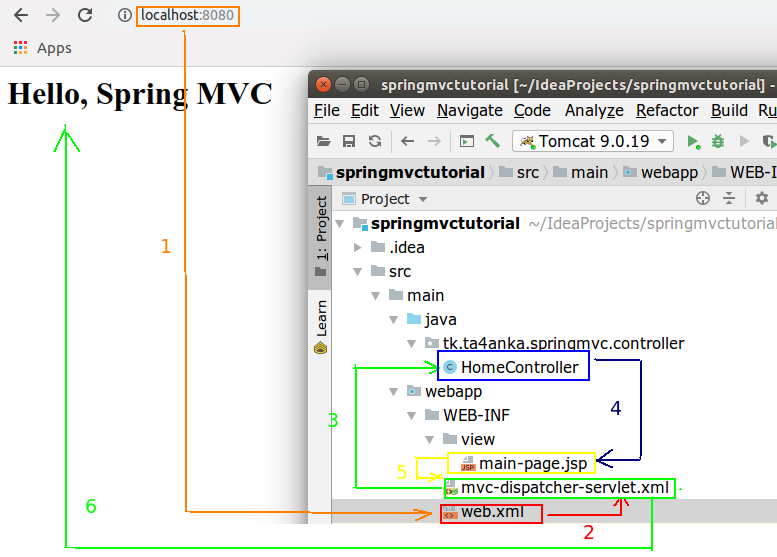 localhost:8080
Apps
Hello, Spring MVC
springmvctutorial [~/IdeaProjects/springmvctutorial] -
File Edit View Navigate Code Analyze Refactor Build Ru
Tomcat 9.0.19
springmvctutorial src main webapp WEB-I
Project
1: Project
Learn
springmvctutorial ~/IdeaProjects/springmvctutorial
.idea
src
main
java
tk.ta4anka.springmvc.controller
C HomeController
webapp
WEB-INF
view
JSP main-page.jsp
mvc-dispatcher-servlet.xml
web.xml
1
2
3
4
5
6